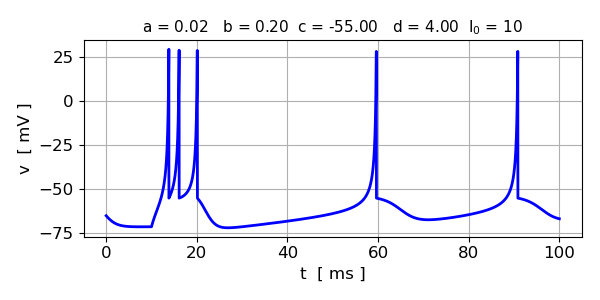 a = 0.02 b = 0.20 c = -55.00 d = 4.00 I₀ = 10
25
0
−25
−50
−75
v [ mV ]
0 20 40 60 80 100
t [ ms ]